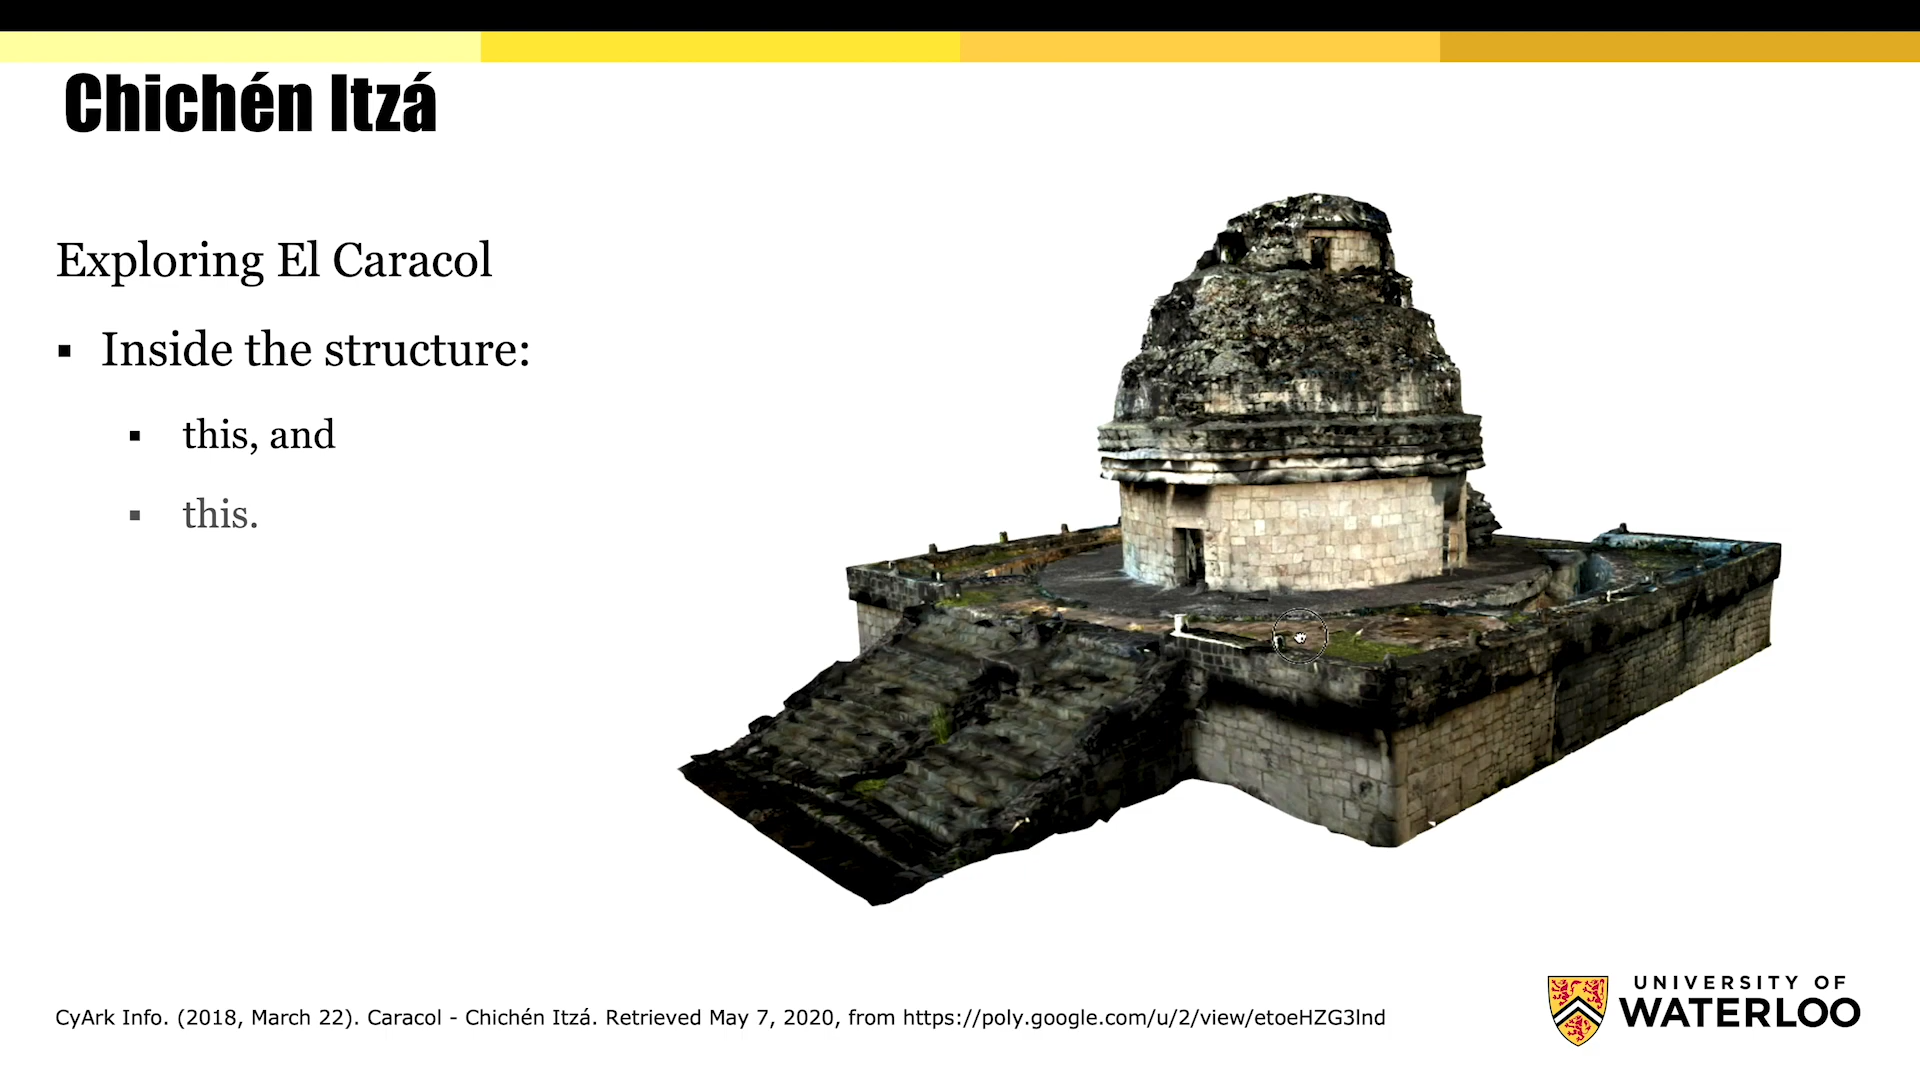 Chichén Itzá
Exploring El Caracol
▪ Inside the structure:
▪ this, and
▪ this.
CyArk Info. (2018, March 22). Caracol - Chichén Itzá. Retrieved May 7, 2020, from https://poly.google.com/u/2/view/etoeHZG3lnd
UNIVERSITY OF
WATERLOO